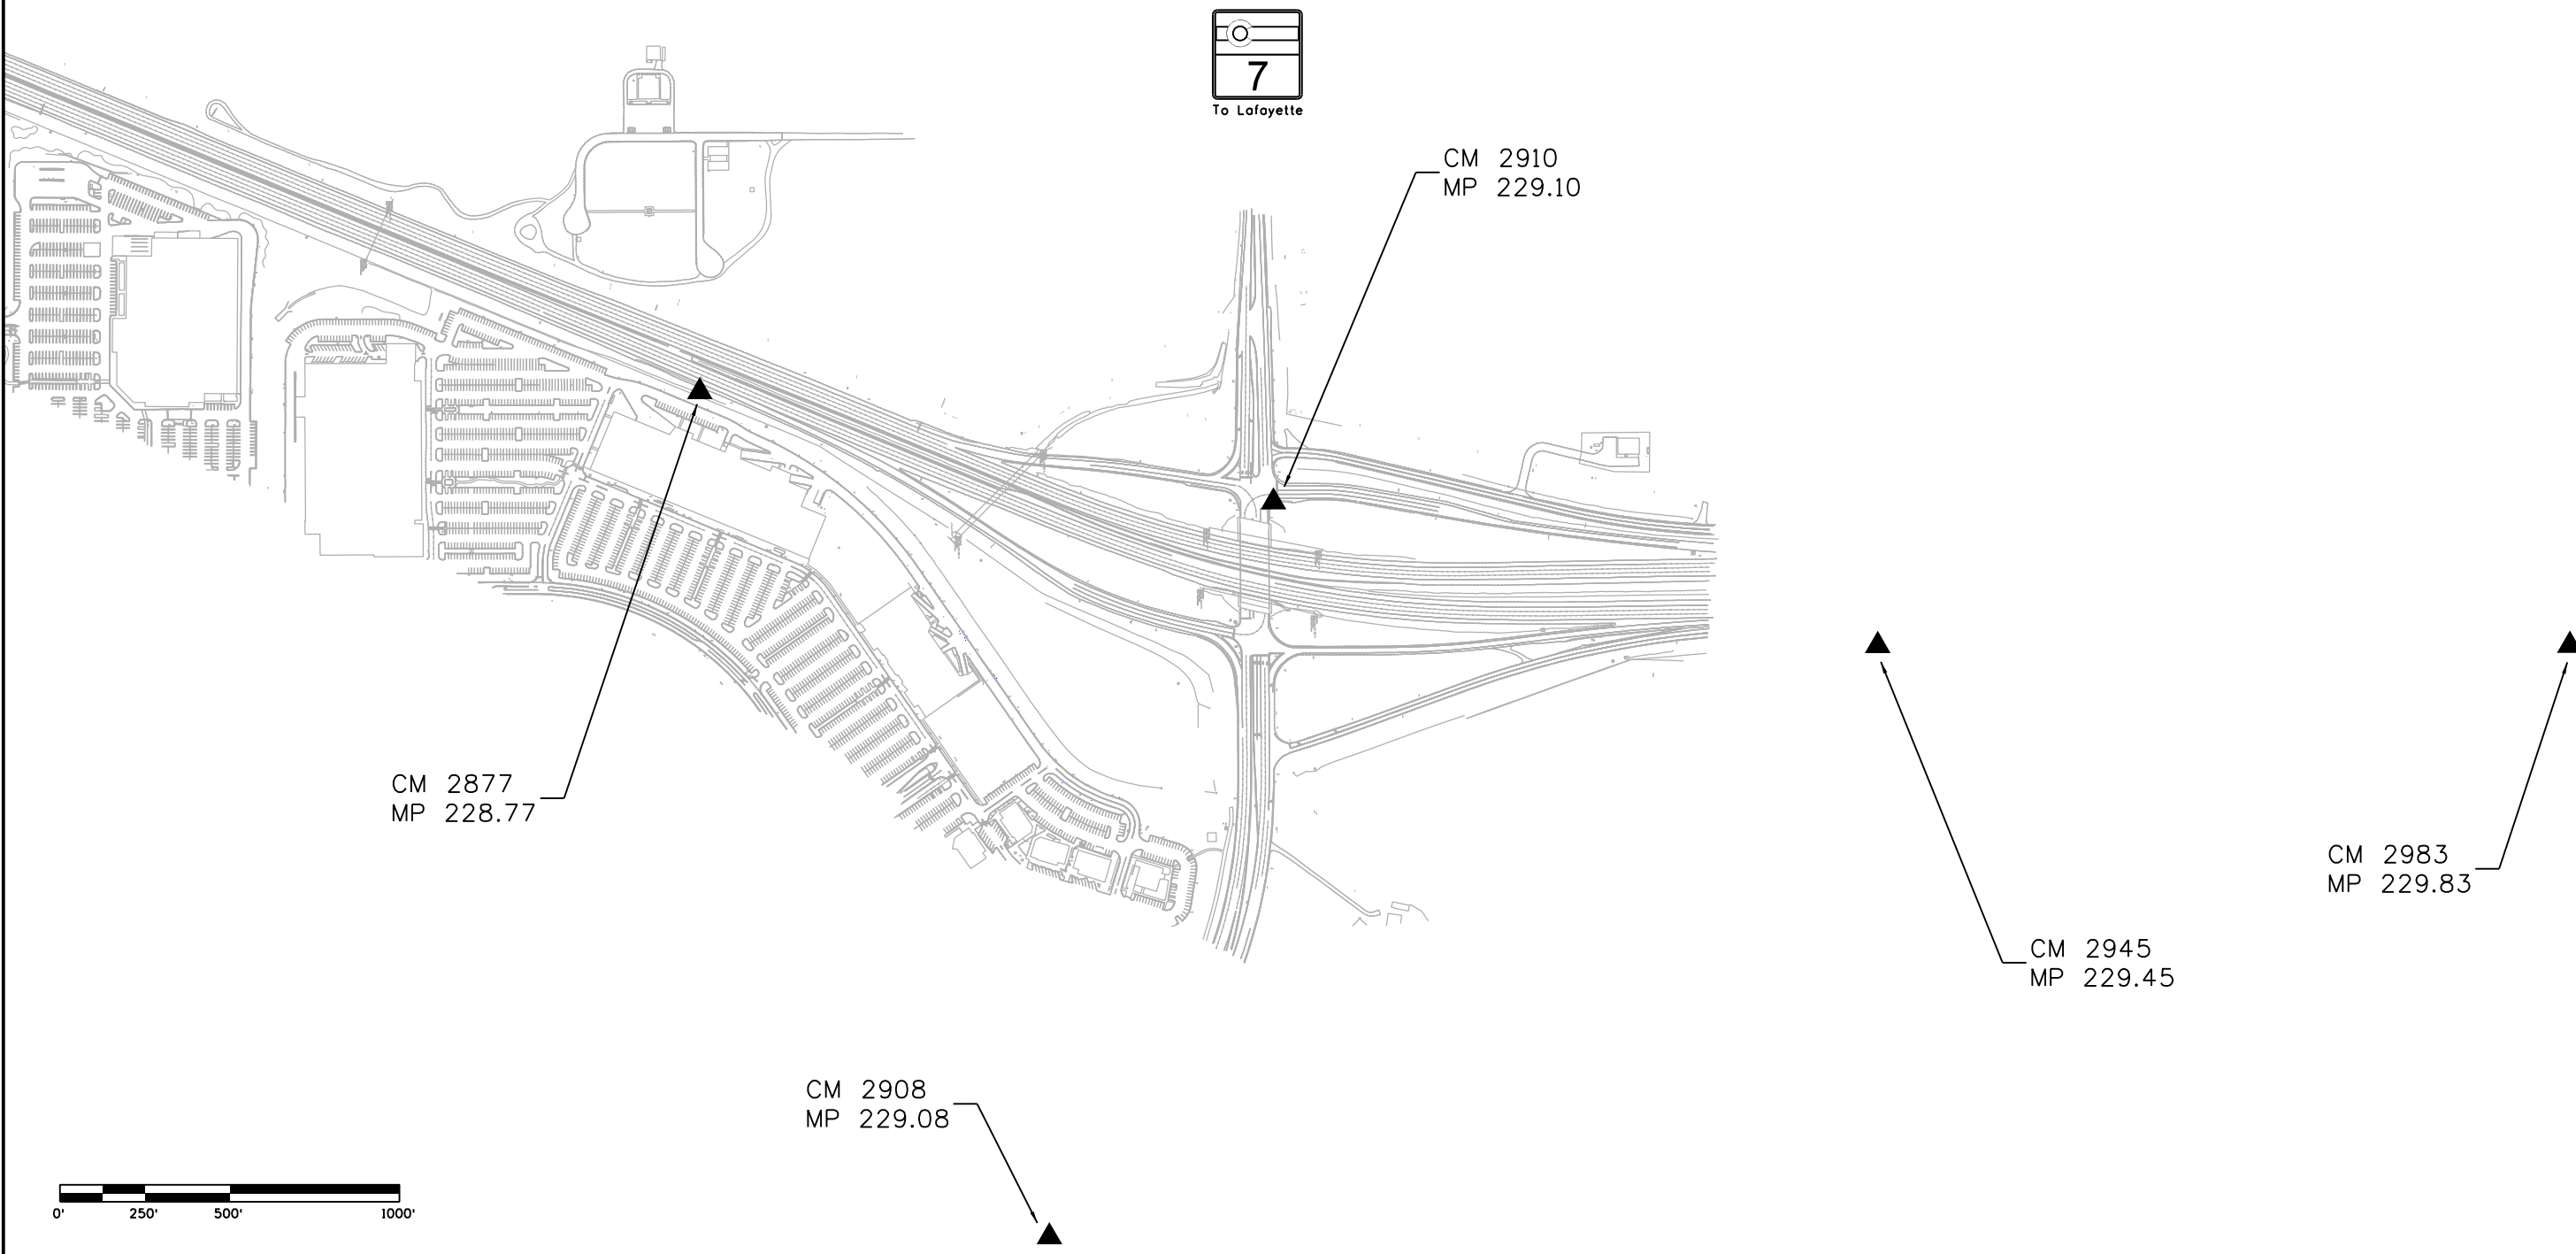 7
To Lafayette
CM 2910
MP 229.10
CM 2877
MP 228.77
CM 2983
MP 229.83
CM 2945
MP 229.45
CM 2908
MP 229.08
0' 250' 500' 1000'